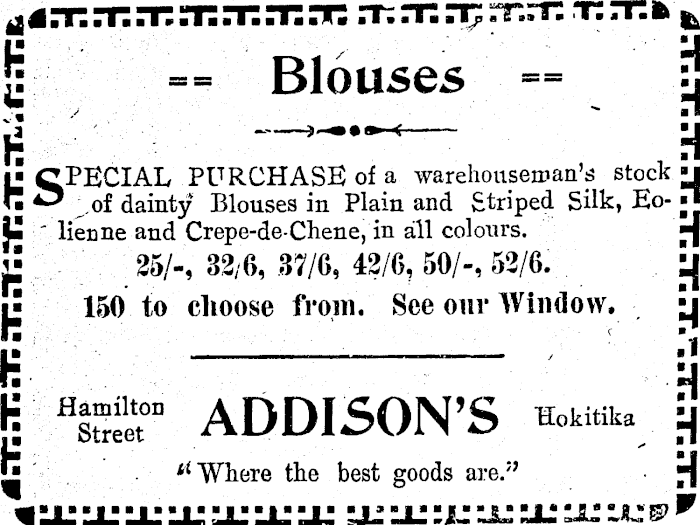 == Blouses ==
SPECIAL PURCHASE of a warehouseman's stock
of dainty Blouses in Plain and Striped Silk, Eo-
lienne and Crepe-de-Chene, in all colours.
25/-, 32/6, 37/6, 42/6, 50/-, 52/6.
150 to choose from. See our Window.
Hamilton Street
ADDISON'S
Hokitika
"Where the best goods are."